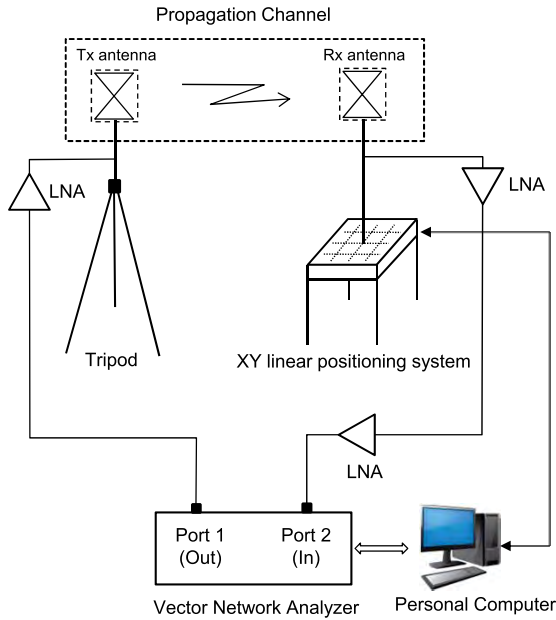 Propagation Channel
Tx antenna
Rx antenna
LNA
LNA
Tripod
XY linear positioning system
LNA
Port 1
(Out)
Port 2
(In)
Vector Network Analyzer
Personal Computer